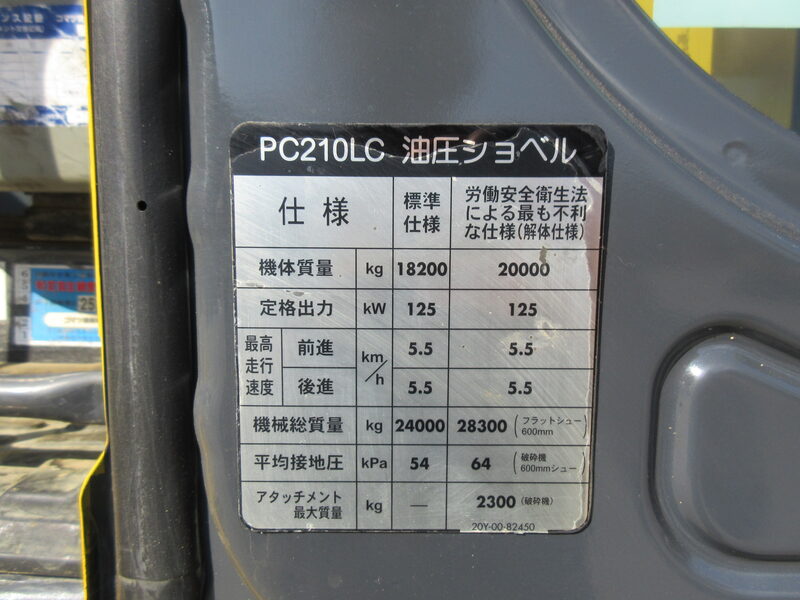 PC210LC 油圧ショベル
仕様 標準仕様 労働安全衛生法による最も不利な仕様(解体仕様)
機体質量 kg 18200 20000
定格出力 kW 125 125
最高走行速度 前進 km/h 5.5 5.5
後進 5.5 5.5
機械総質量 kg 24000 28300 (フラットシュー 600mm)
平均接地圧 kPa 54 64 (破砕機 600mmシュー)
アタッチメント最大質量 kg — 2300 (破砕機)
20Y-00-82450